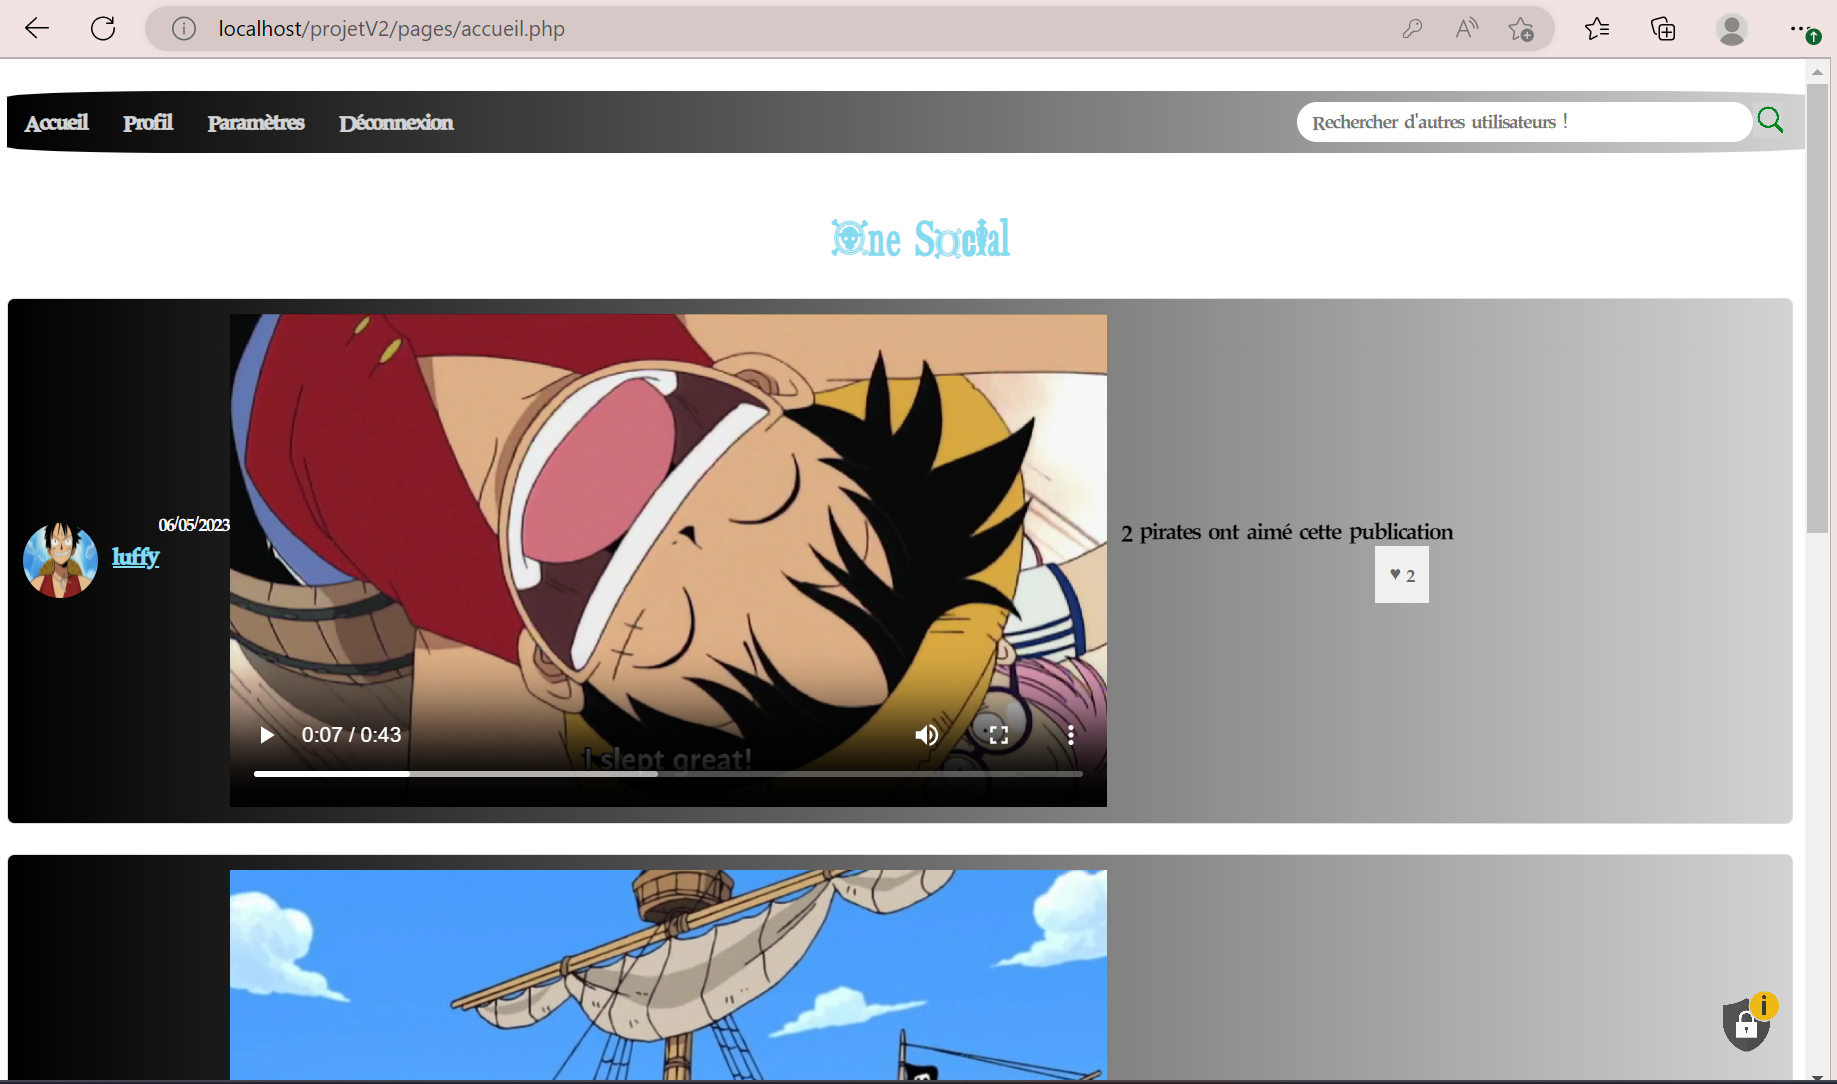 localhost/projetV2/pages/accueil.php
Accueil Profil Paramètres Déconnexion
Rechercher d'autres utilisateurs !
One Social
06/05/2023
luffy
2 pirates ont aimé cette publication
♥ 2
0:07 / 0:43
I slept great!